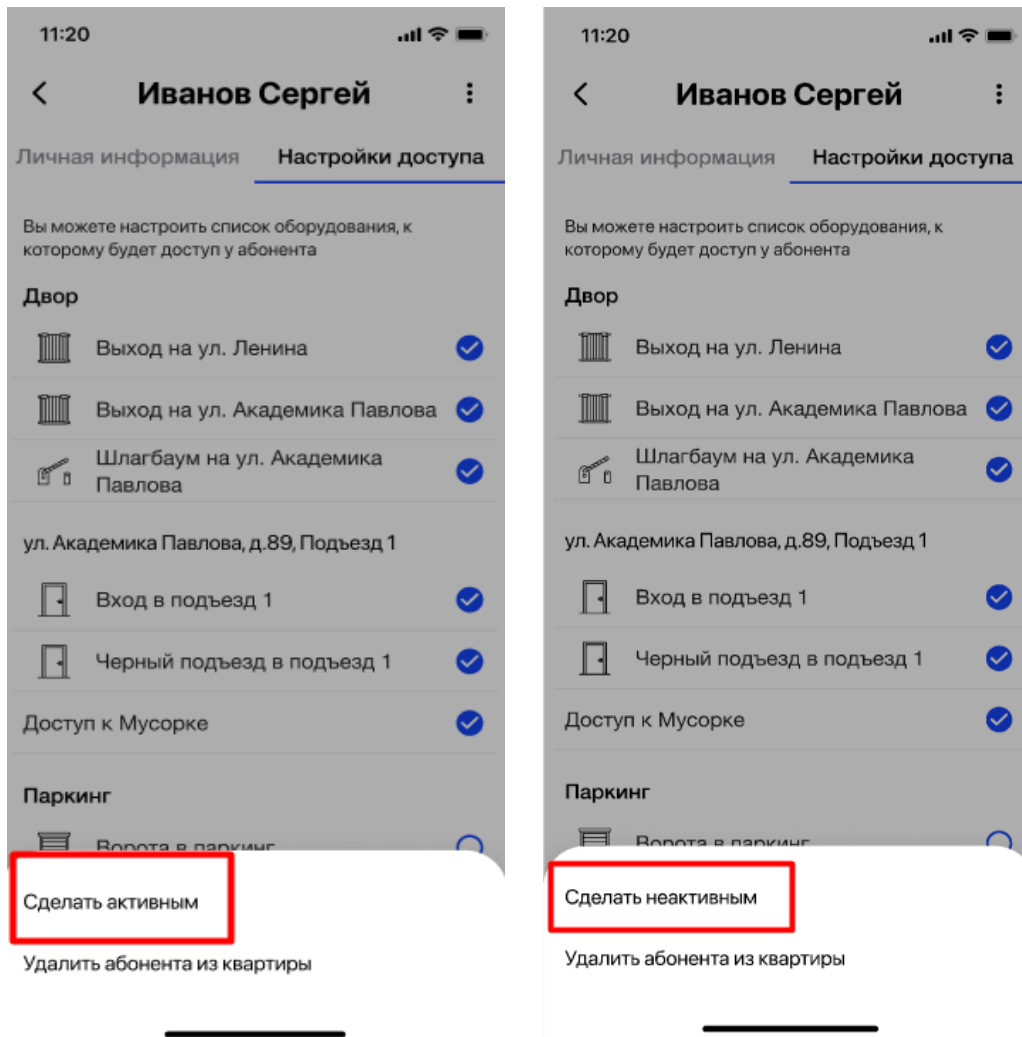 11:20
Иванов Сергей
Личная информация Настройки доступа
Вы можете настроить список оборудования, к
которому будет доступ у абонента
Двор
Выход на ул. Ленина
Выход на ул. Академика Павлова
Шлагбаум на ул. Академика
Павлова
ул. Академика Павлова, д.89, Подъезд 1
Вход в подъезд 1
Черный подъезд в подъезд 1
Доступ к Мусорке
Паркинг
Ворота в паркинг
Сделать активным
Удалить абонента из квартиры
11:20
Иванов Сергей
Личная информация Настройки доступа
Вы можете настроить список оборудования, к
которому будет доступ у абонента
Двор
Выход на ул. Ленина
Выход на ул. Академика Павлова
Шлагбаум на ул. Академика
Павлова
ул. Академика Павлова, д.89, Подъезд 1
Вход в подъезд 1
Черный подъезд в подъезд 1
Доступ к Мусорке
Паркинг
Ворота в паркинг
Сделать неактивным
Удалить абонента из квартиры